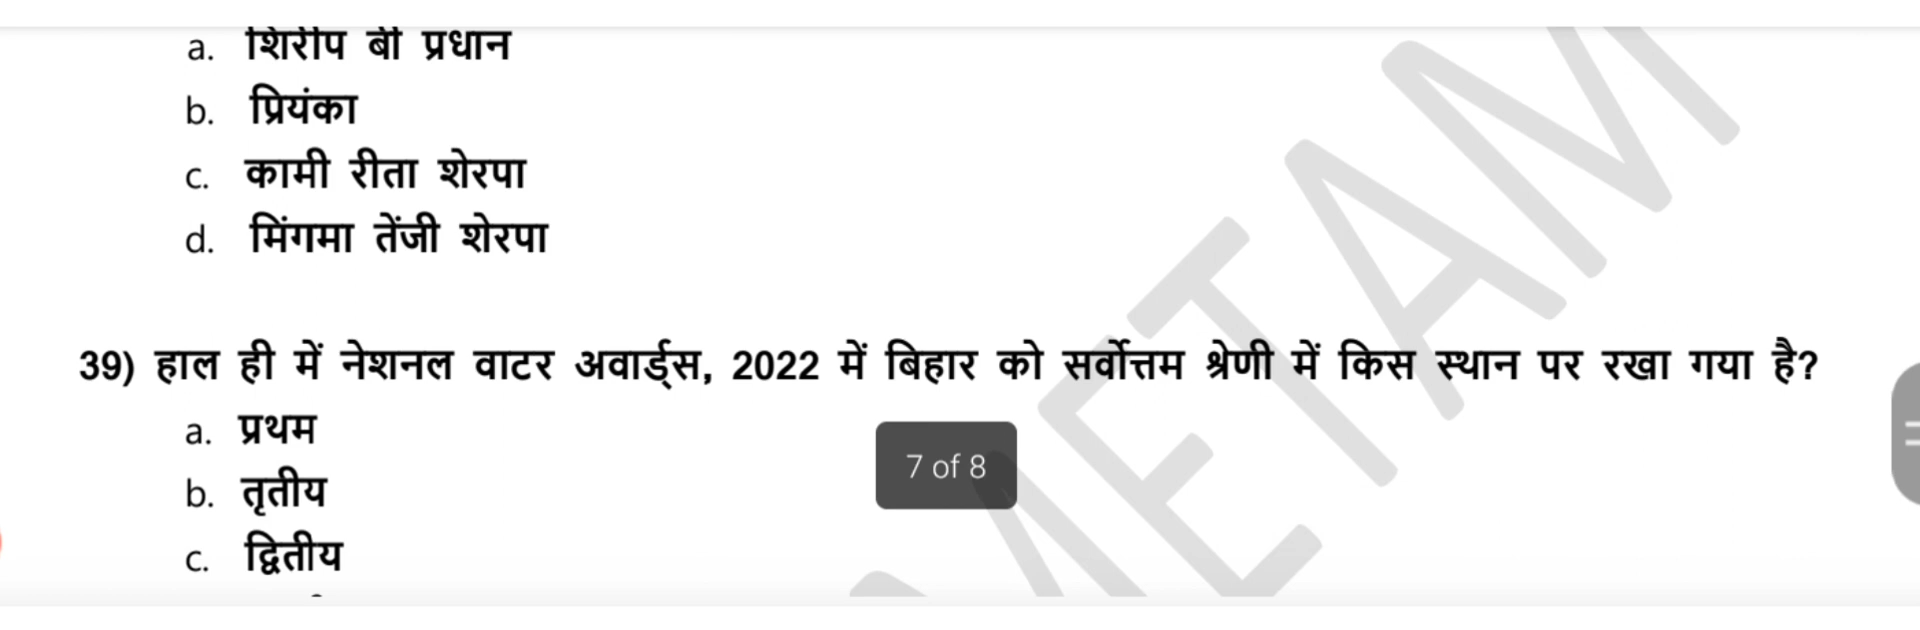 a. शिरीष बी प्रधान
b. प्रियंका
c. कामी रीता शेरपा
d. मिंगमा तेंजी शेरपा
39) हाल ही में नेशनल वाटर अवार्ड्स, 2022 में बिहार को सर्वोत्तम श्रेणी में किस स्थान पर रखा गया है?
a. प्रथम
7 of 8
b. तृतीय
c. द्वितीय